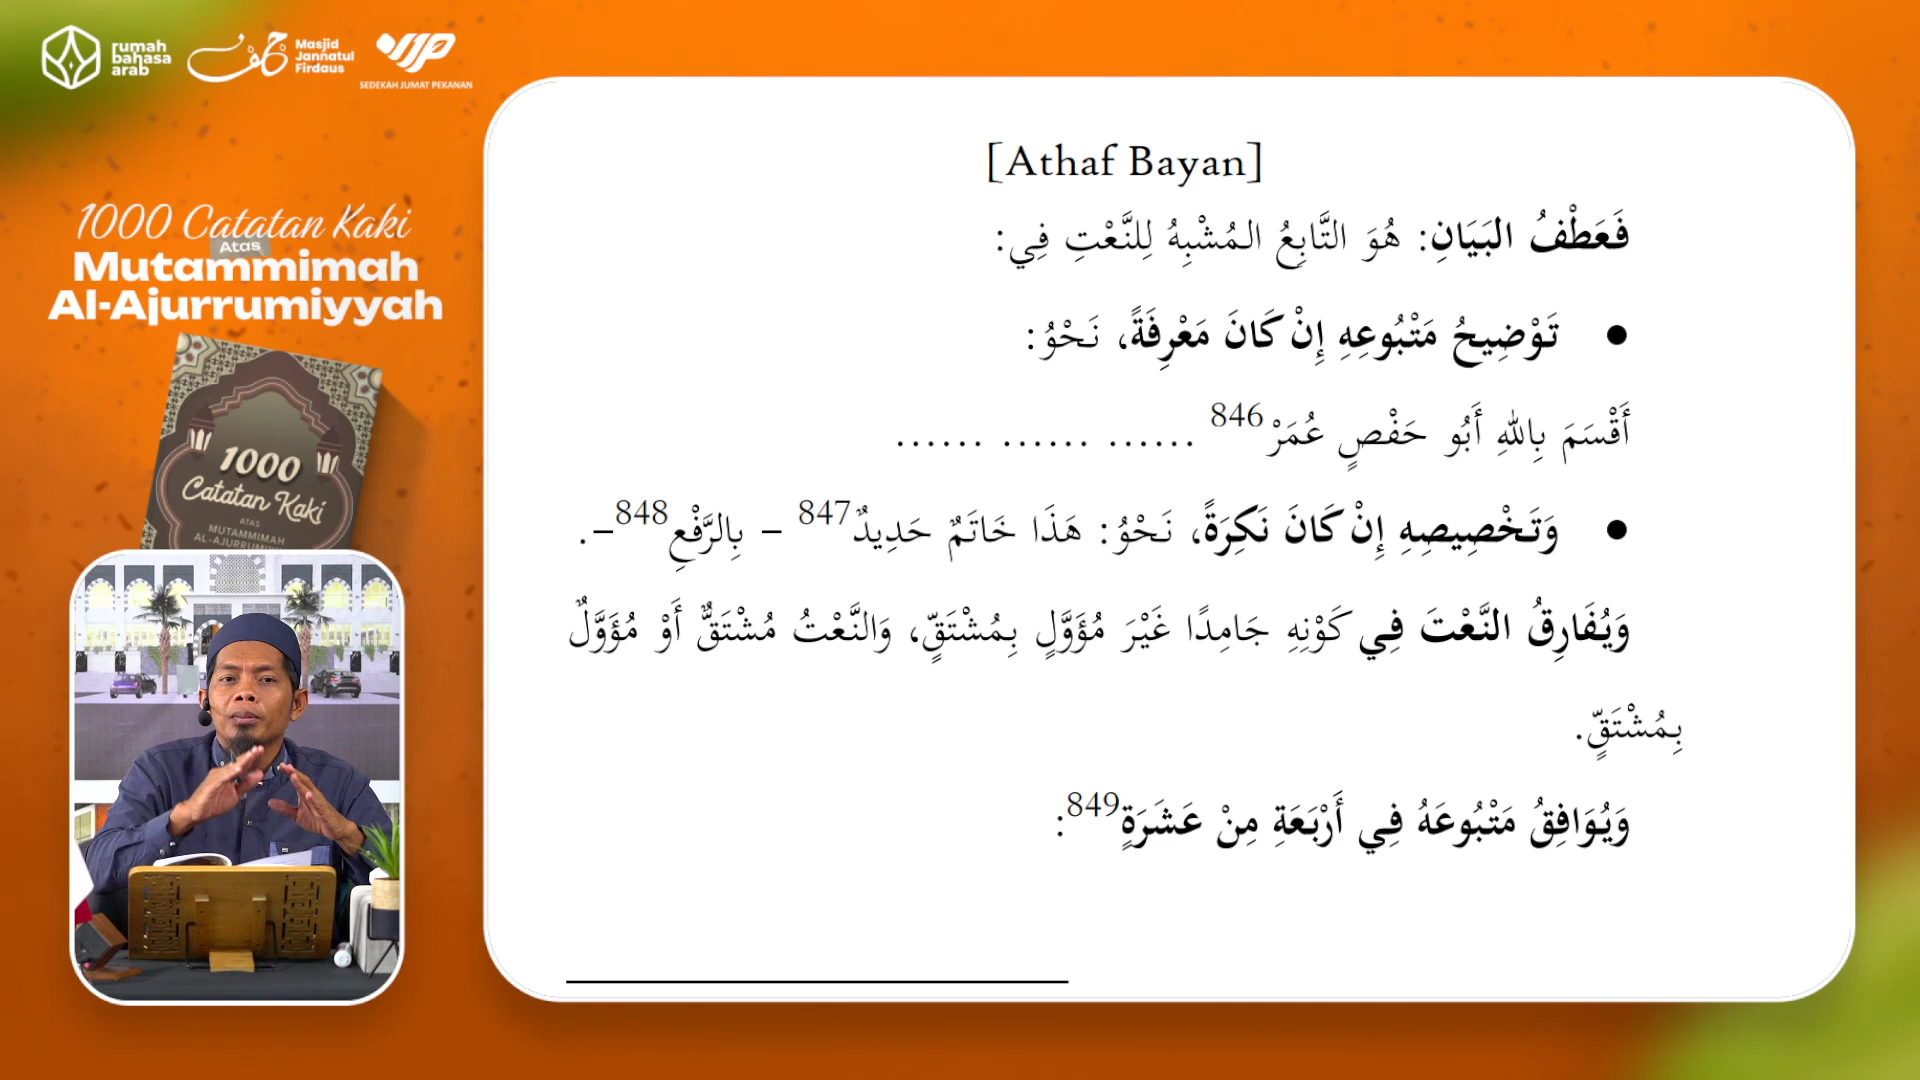 rumah
bahasa
arab
Masjid
Jannatul
Firdaus
VIP
SEDEKAH JUMAT PEKANAN
1000 Catatan Kaki
Atas
Mutammimah
Al-Ajurrumiyyah
1000
Catatan Kaki
ATAS
MUTAMMIMAH
[Athaf Bayan]
فَعَطْفُ البَيَانِ: هُوَ التَّابِعُ المُشْبِهُ لِلنَّعْتِ فِي:
● تَوْضِيحُ مَتْبُوعِهِ إِنْ كَانَ مَعْرِفَةً، نَحْوُ:
أَقْسَمَ بِاللهِ أَبُو حَفْصٍ عُمَرْ846 ...... ...... ......
● وَتَخْصِيصِهِ إِنْ كَانَ نَكِرَةً، نَحْوُ: هَذَا خَاتَمٌ حَدِيدٌ847 – بِالرَّفْعِ848–.
وَيُفَارِقُ النَّعْتَ فِي كَوْنِهِ جَامِدًا غَيْرَ مُؤَوَّلٍ بِمُشْتَقٍّ، وَالنَّعْتُ مُشْتَقٌّ أَوْ مُؤَوَّلٌ
بِمُشْتَقٍّ.
وَيُوَافِقُ مَتْبُوعَهُ فِي أَرْبَعَةِ مِنْ عَشَرَةٍ849: